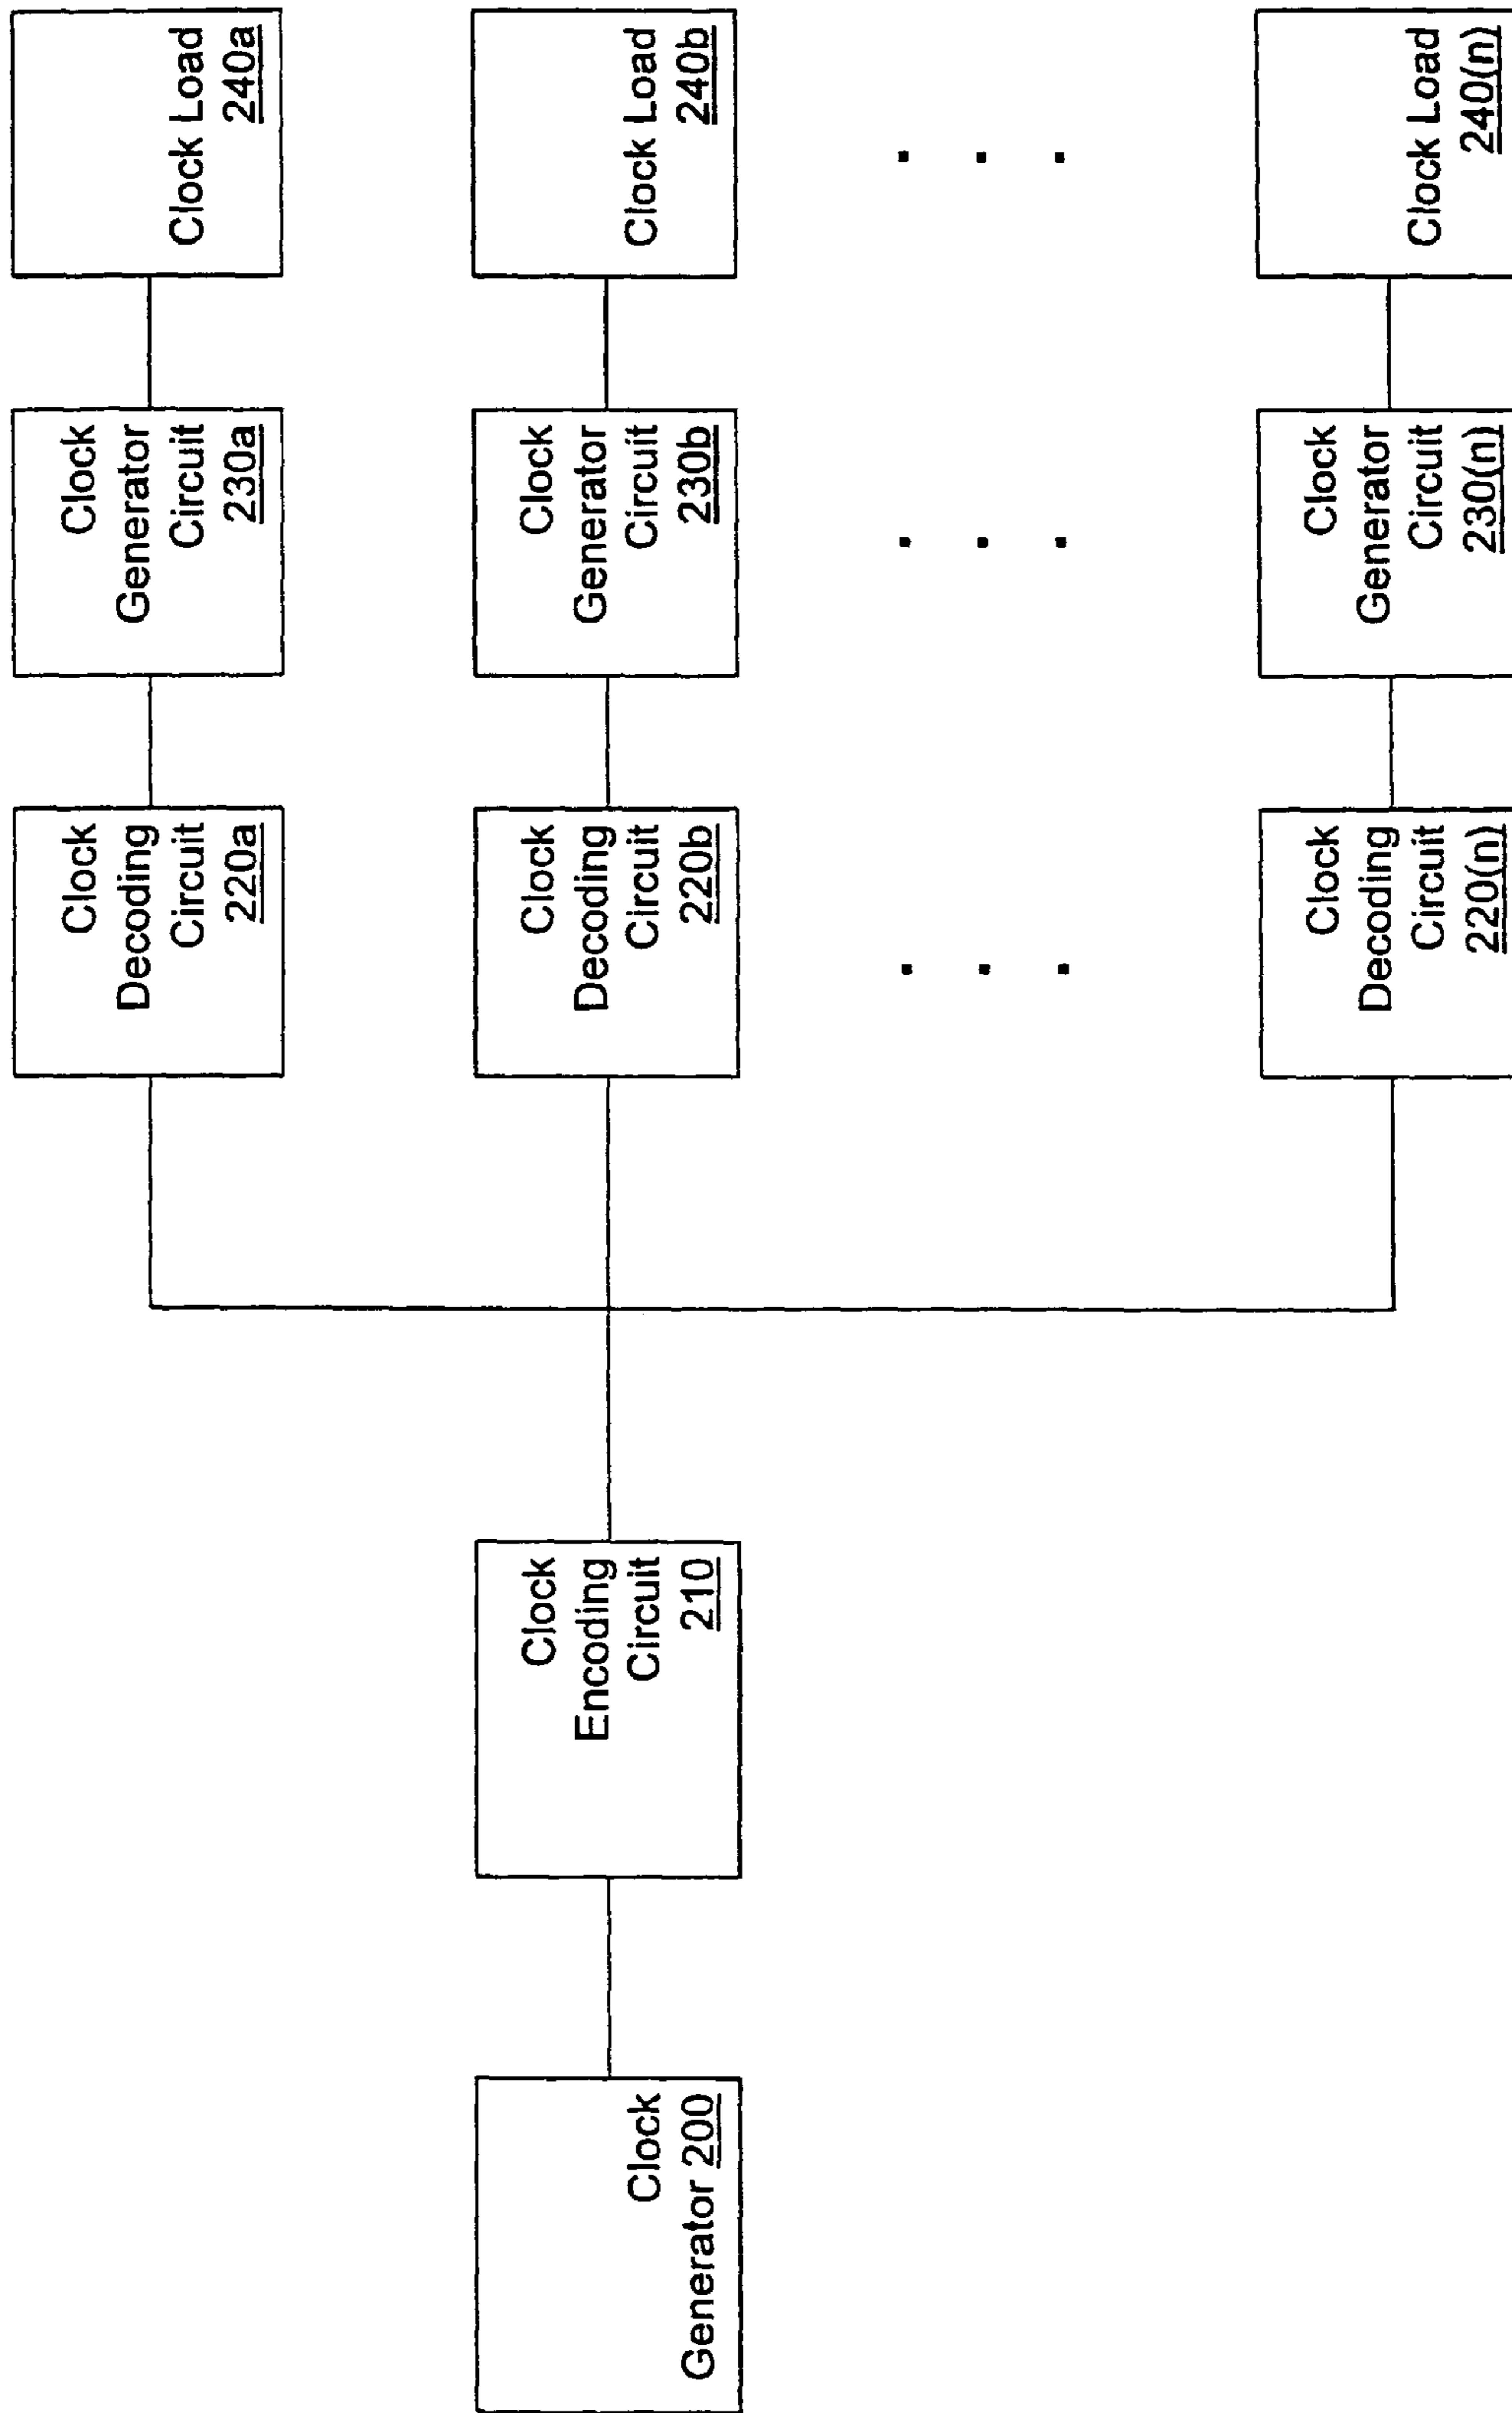 Clock
Generator 200
Clock
Encoding
Circuit
210
Clock
Decoding
Circuit
220a
Clock
Generator
Circuit
230a
Clock Load
240a
Clock
Decoding
Circuit
220b
Clock
Generator
Circuit
230b
Clock Load
240b
Clock
Decoding
Circuit
220(n)
Clock
Generator
Circuit
230(n)
Clock Load
240(n)